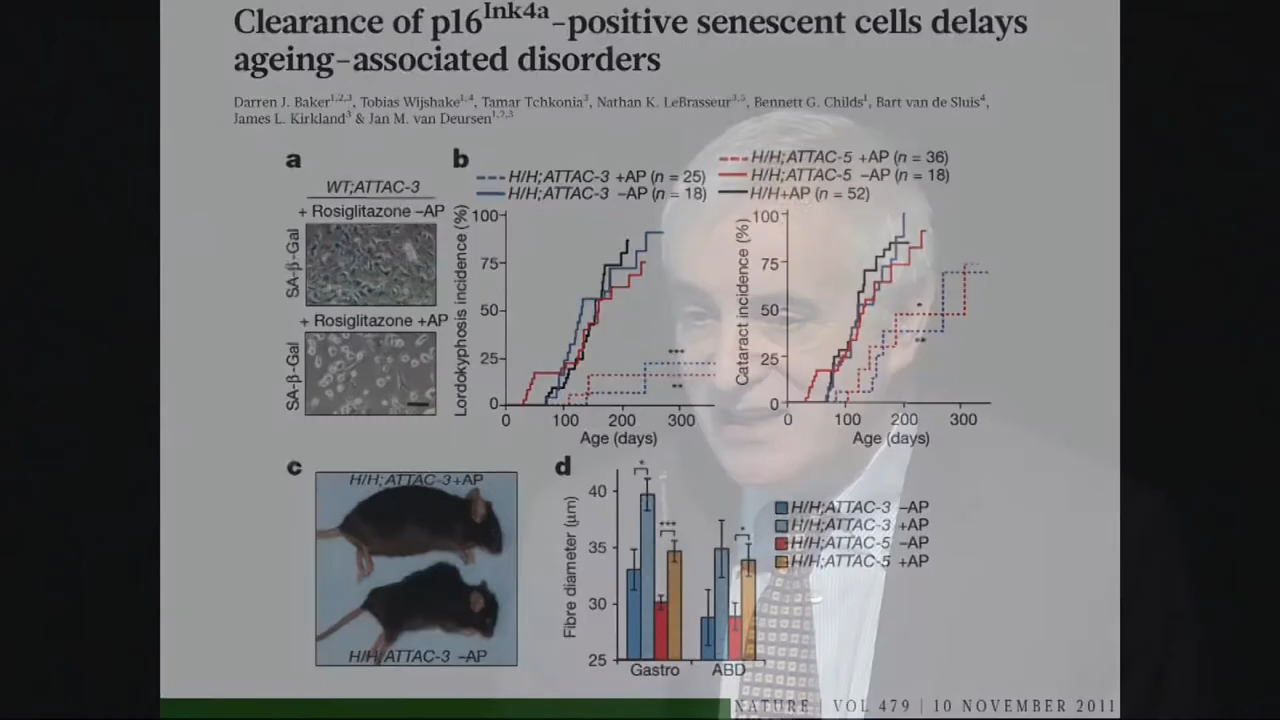 Clearance of p16Ink4a-positive senescent cells delays
ageing-associated disorders
Darren J. Baker1,2,3, Tobias Wijshake1,4, Tamar Tchkonia3, Nathan K. LeBrasseur3,5, Bennett G. Childs1, Bart van de Sluis4,
James L. Kirkland3 & Jan M. van Deursen1,2,3
a
WT;ATTAC-3
+ Rosiglitazone –AP
SA-β-Gal
+ Rosiglitazone +AP
SA-β-Gal
b
H/H;ATTAC-3 +AP (n = 25)
H/H;ATTAC-3 –AP (n = 18)
H/H;ATTAC-5 +AP (n = 36)
H/H;ATTAC-5 –AP (n = 18)
H/H+AP (n = 52)
Lordokyphosis incidence (%)
100
75
50
25
0
***
**
0 100 200 300
Age (days)
Cataract incidence (%)
100
75
50
25
0
*
**
0 100 200 300
Age (days)
c
H/H;ATTAC-3+AP
H/H;ATTAC-3 –AP
d
Fibre diameter (μm)
40
35
30
25
*
***
*
Gastro ABD
H/H;ATTAC-3 –AP
H/H;ATTAC-3 +AP
H/H;ATTAC-5 –AP
H/H;ATTAC-5 +AP
NATURE | VOL 479 | 10 NOVEMBER 2011